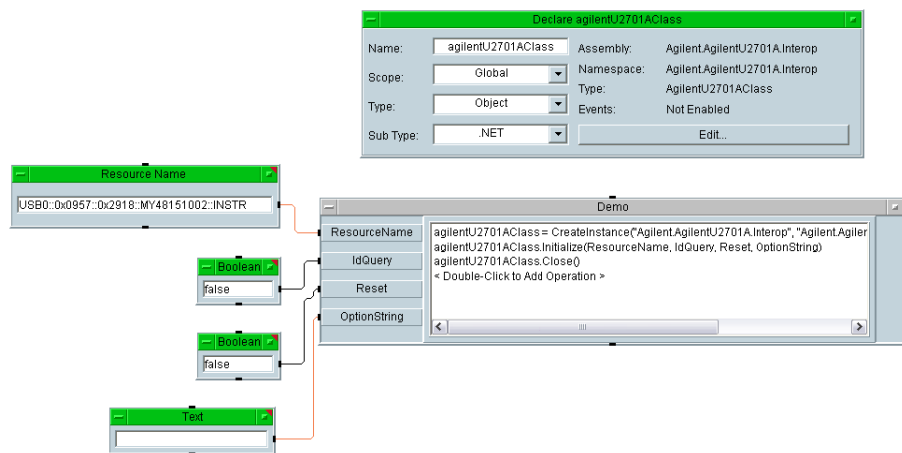 Declare agilentU2701AClass
Name: agilentU2701AClass Assembly: Agilent.AgilentU2701A.Interop
Scope: Global Namespace: Agilent.AgilentU2701A.Interop
Type: AgilentU2701AClass
Type: Object Events: Not Enabled
Sub Type: .NET Edit...
Resource Name
USB0::0x0957::0x2918::MY48151002::INSTR
Demo
ResourceName
IdQuery
Reset
OptionString
agilentU2701AClass = CreateInstance("Agilent.AgilentU2701A.Interop", "Agilent.Agiler
agilentU2701AClass.Initialize(ResourceName, IdQuery, Reset, OptionString)
agilentU2701AClass.Close()
< Double-Click to Add Operation >
Boolean
false
Boolean
false
Text